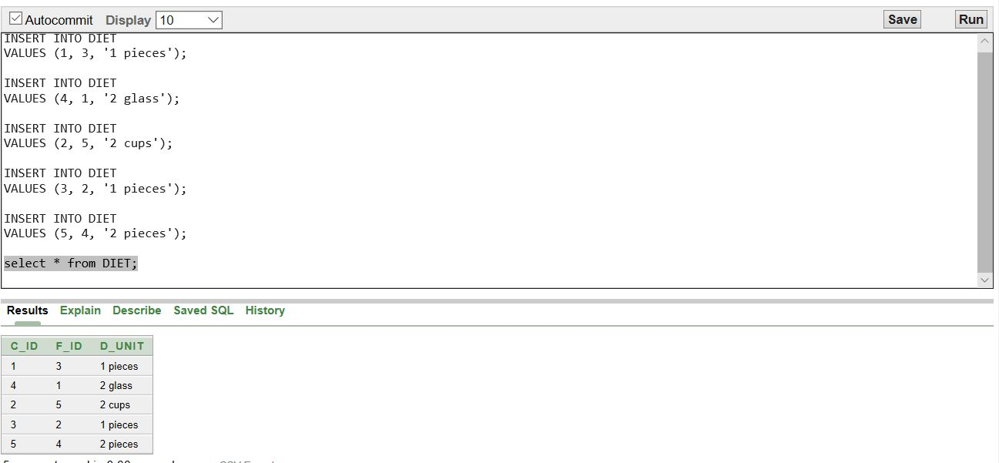 Autocommit Display 10 Save Run
INSERT INTO DIET
VALUES (1, 3, '1 pieces');
INSERT INTO DIET
VALUES (4, 1, '2 glass');
INSERT INTO DIET
VALUES (2, 5, '2 cups');
INSERT INTO DIET
VALUES (3, 2, '1 pieces');
INSERT INTO DIET
VALUES (5, 4, '2 pieces');
select * from DIET;
Results Explain Describe Saved SQL History
C_ID F_ID D_UNIT
1 3 1 pieces
4 1 2 glass
2 5 2 cups
3 2 1 pieces
5 4 2 pieces